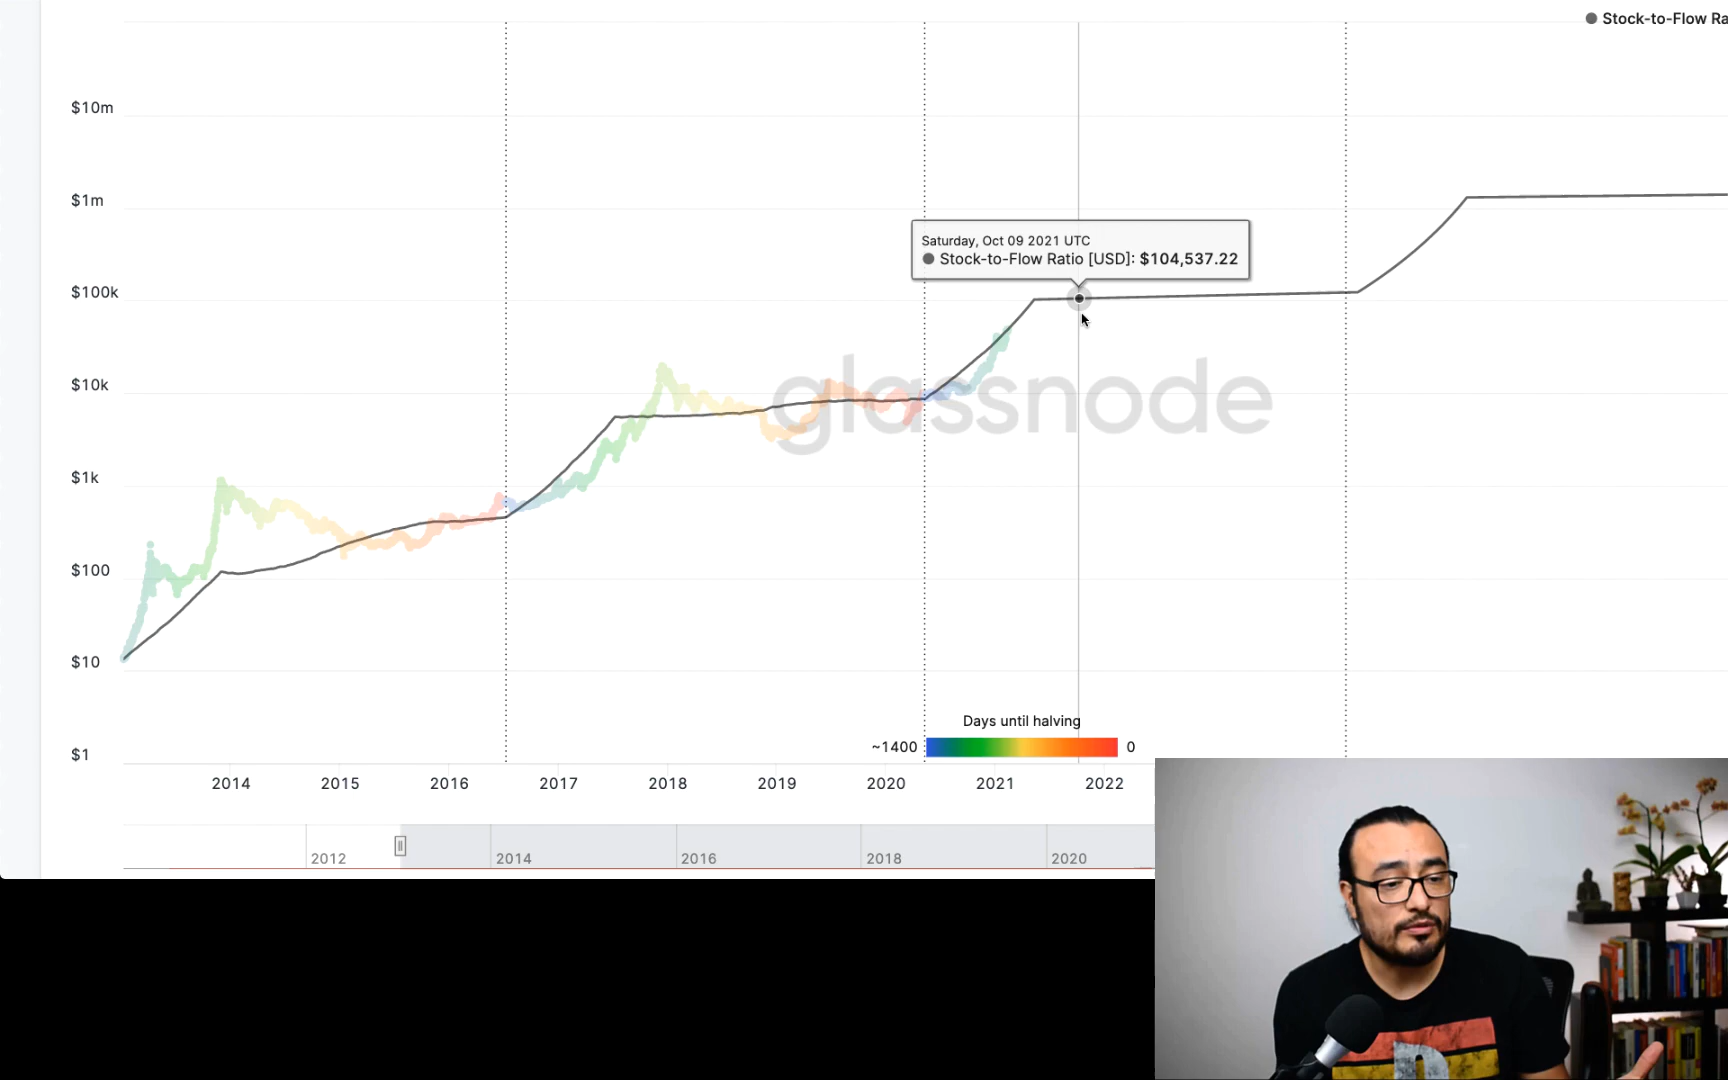 Stock-to-Flow Ra
$10m
$1m
Saturday, Oct 09 2021 UTC
Stock-to-Flow Ratio [USD]: $104,537.22
$100k
$10k
glassnode
$1k
$100
$10
Days until halving
~1400 0
$1
2014 2015 2016 2017 2018 2019 2020 2021 2022
2012 2014 2016 2018 2020